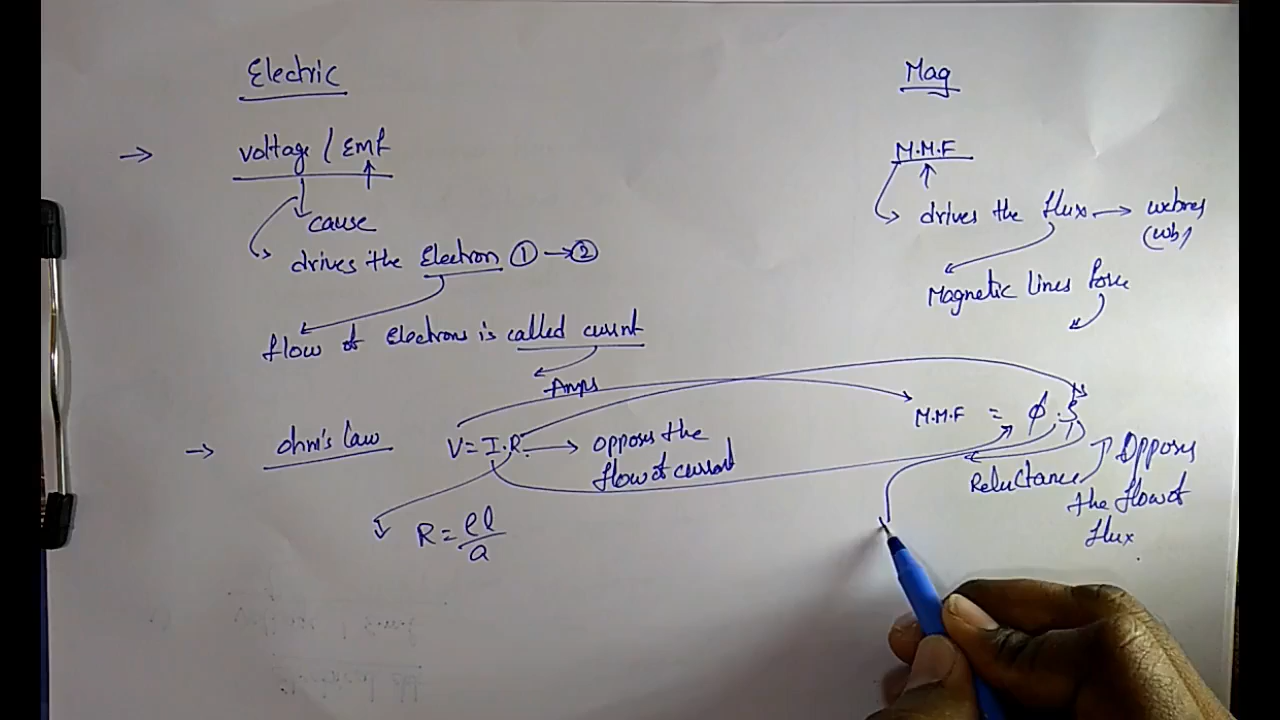 Electric
voltage / Emf
cause
drives the Electron ① → ②
flow of Electrons is called current
Amps
ohm's law
V = I.R → opposes the
flow of current
R = ρl
a
Mag
M.M.F
drives the flux → webres
(wb)
Magnetic Lines Force
M.M.F = ϕ . S
Reluctance
Opposes
the flow of
flux